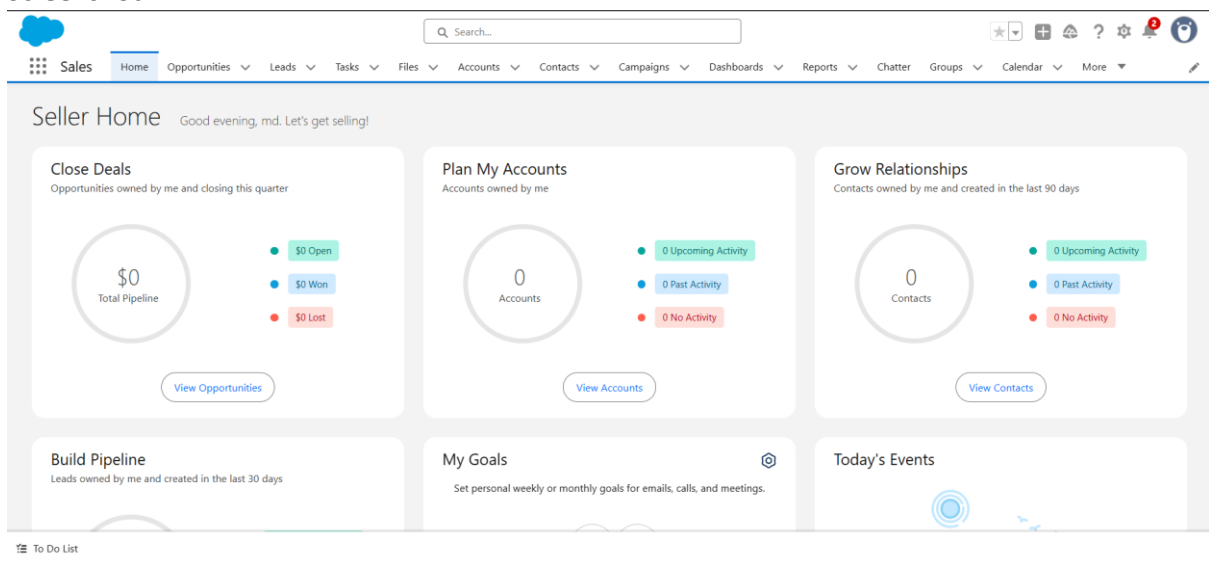 Search...
2
Sales Home Opportunities Leads Tasks Files Accounts Contacts Campaigns Dashboards Reports Chatter Groups Calendar More
Seller Home Good evening, md. Let's get selling!
Close Deals
Opportunities owned by me and closing this quarter
$0
Total Pipeline
$0 Open
$0 Won
$0 Lost
View Opportunities
Plan My Accounts
Accounts owned by me
0
Accounts
0 Upcoming Activity
0 Past Activity
0 No Activity
View Accounts
Grow Relationships
Contacts owned by me and created in the last 90 days
0
Contacts
0 Upcoming Activity
0 Past Activity
0 No Activity
View Contacts
Build Pipeline
Leads owned by me and created in the last 30 days
My Goals
Set personal weekly or monthly goals for emails, calls, and meetings.
Today's Events
To Do List